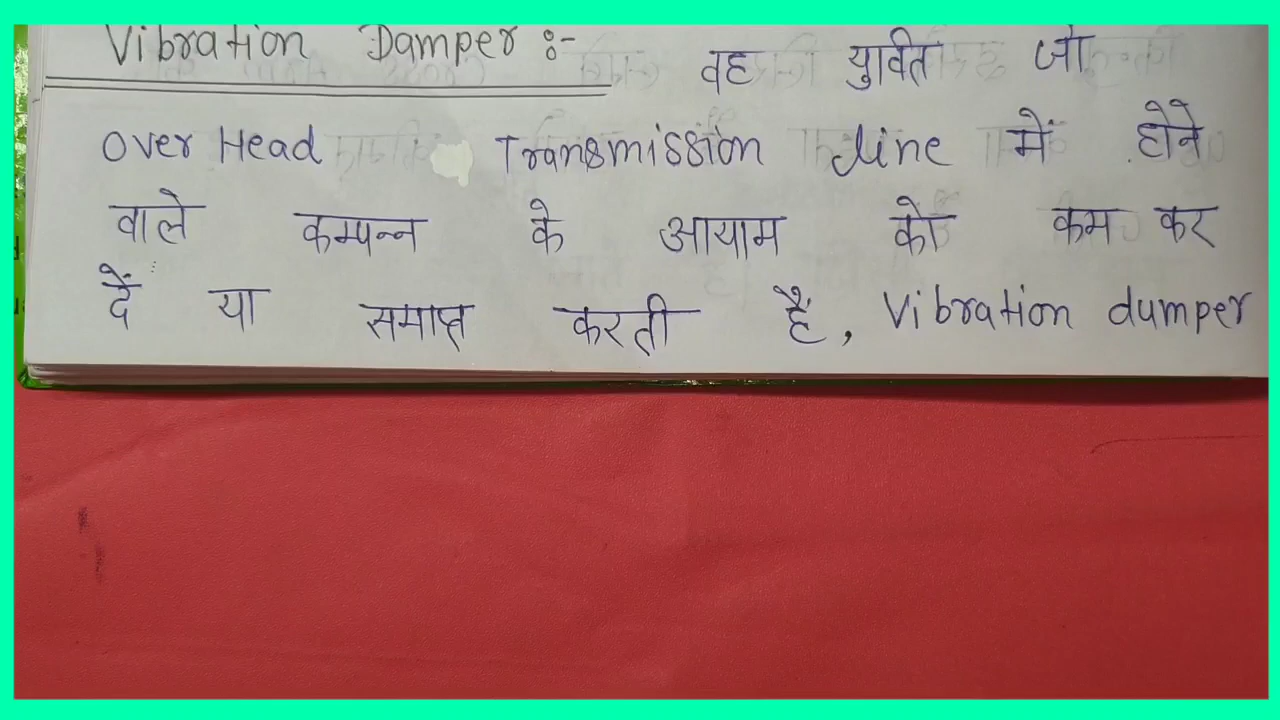 Vibration Damper :- वह युक्ति जो
Over Head Transmission line में होने
वाले कम्पन्न के आयाम को कम कर
दें या समाप्त करती हैं, Vibration dumper